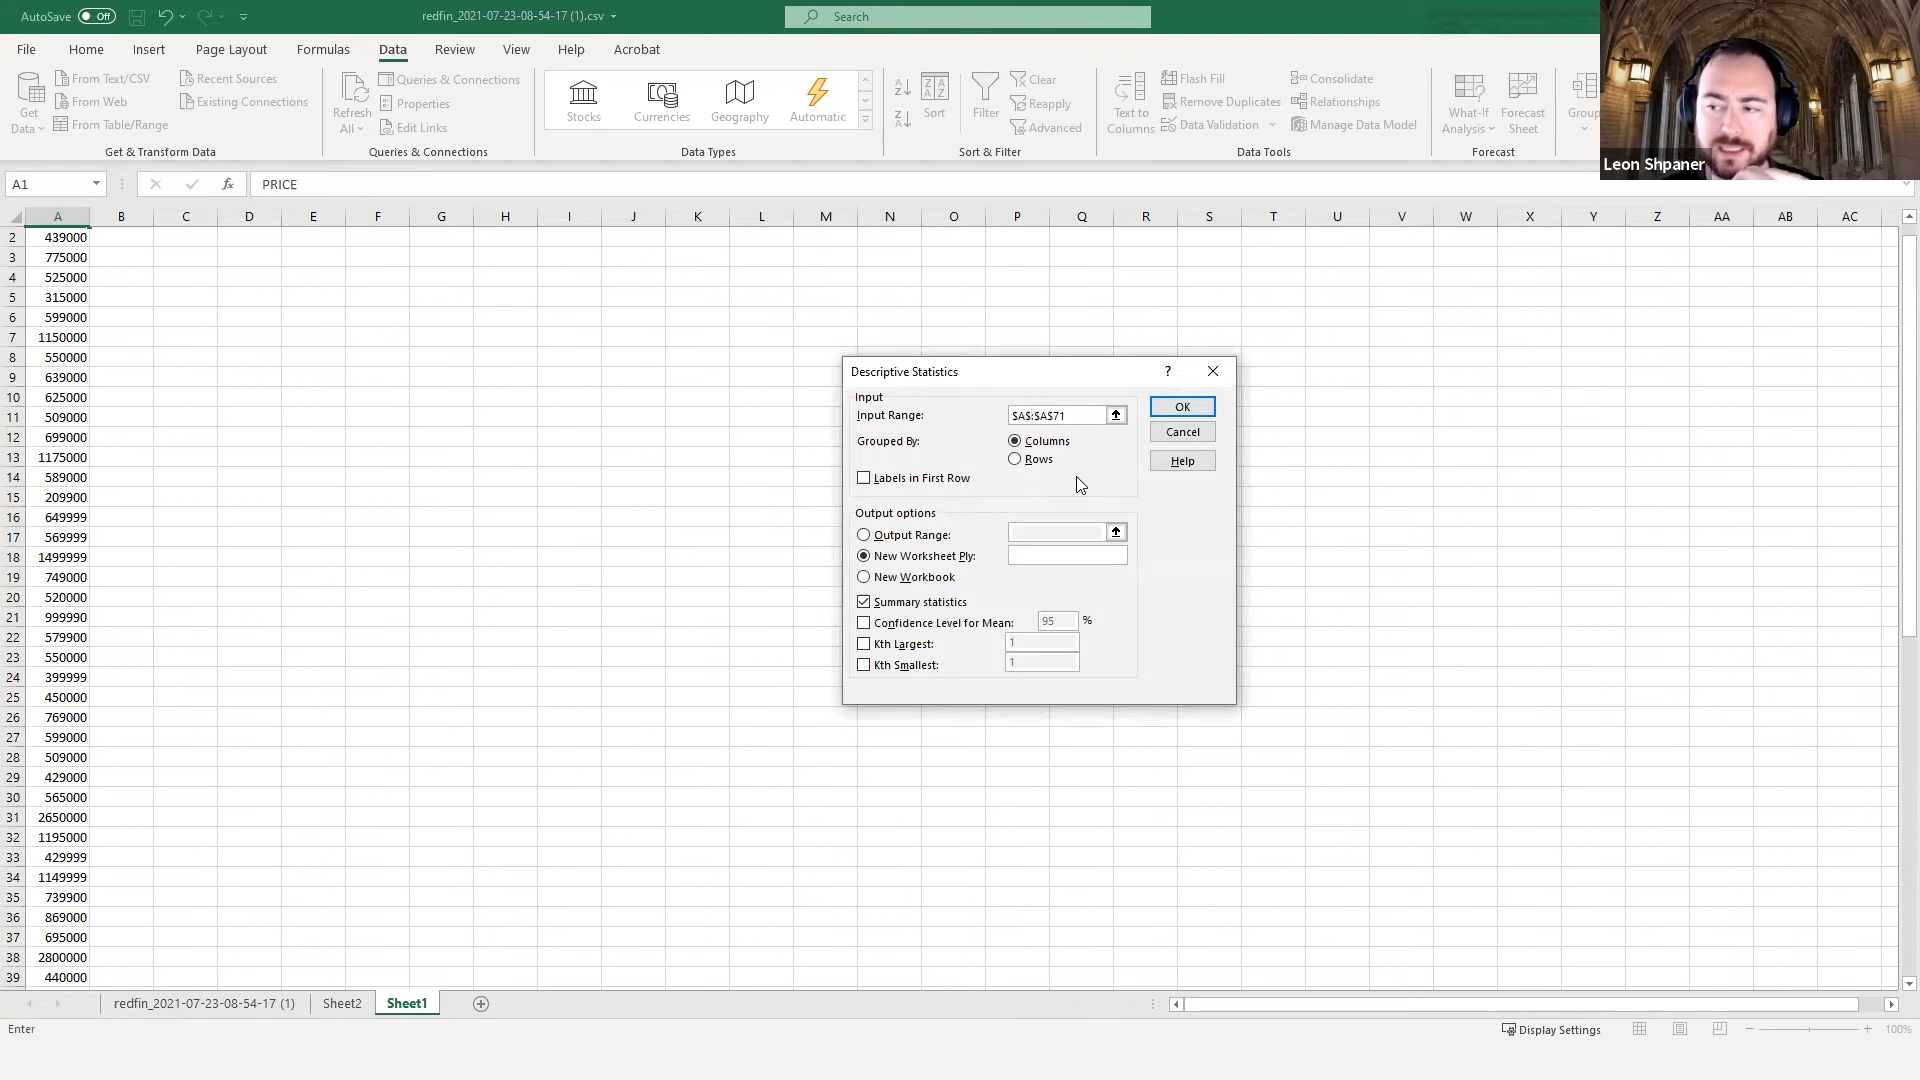 AutoSave Off redfin_2021-07-23-08-54-17 (1).csv Search
File Home Insert Page Layout Formulas Data Review View Help Acrobat
Get Data
From Text/CSV
From Web
From Table/Range
Recent Sources
Existing Connections
Get & Transform Data
Refresh All
Queries & Connections
Properties
Edit Links
Queries & Connections
Stocks
Currencies
Geography
Automatic
Data Types
Sort
Filter
Clear
Reapply
Advanced
Sort & Filter
Text to Columns
Flash Fill
Remove Duplicates
Data Validation
Consolidate
Relationships
Manage Data Model
Data Tools
What-If Analysis
Forecast Sheet
Forecast
Group
Leon Shpaner
A1 fx PRICE
A B C D E F G H I J K L M N O P Q R S T U V W X Y Z AA AB AC
2 439000
3 775000
4 525000
5 315000
6 599000
7 1150000
8 550000
9 639000
10 625000
11 509000
12 699000
13 1175000
14 589000
15 209900
16 649999
17 569999
18 1499999
19 749000
20 520000
21 999990
22 579900
23 550000
24 399999
25 450000
26 769000
27 599000
28 509000
29 429000
30 565000
31 2650000
32 1195000
33 429999
34 1149999
35 739900
36 869000
37 695000
38 2800000
39 440000
Descriptive Statistics ?
Input
Input Range: $A$:$A$71
Grouped By: Columns
Rows
Labels in First Row
OK
Cancel
Help
Output options
Output Range:
New Worksheet Ply:
New Workbook
Summary statistics
Confidence Level for Mean: 95 %
Kth Largest: 1
Kth Smallest: 1
redfin_2021-07-23-08-54-17 (1) Sheet2 Sheet1
Enter Display Settings 100%